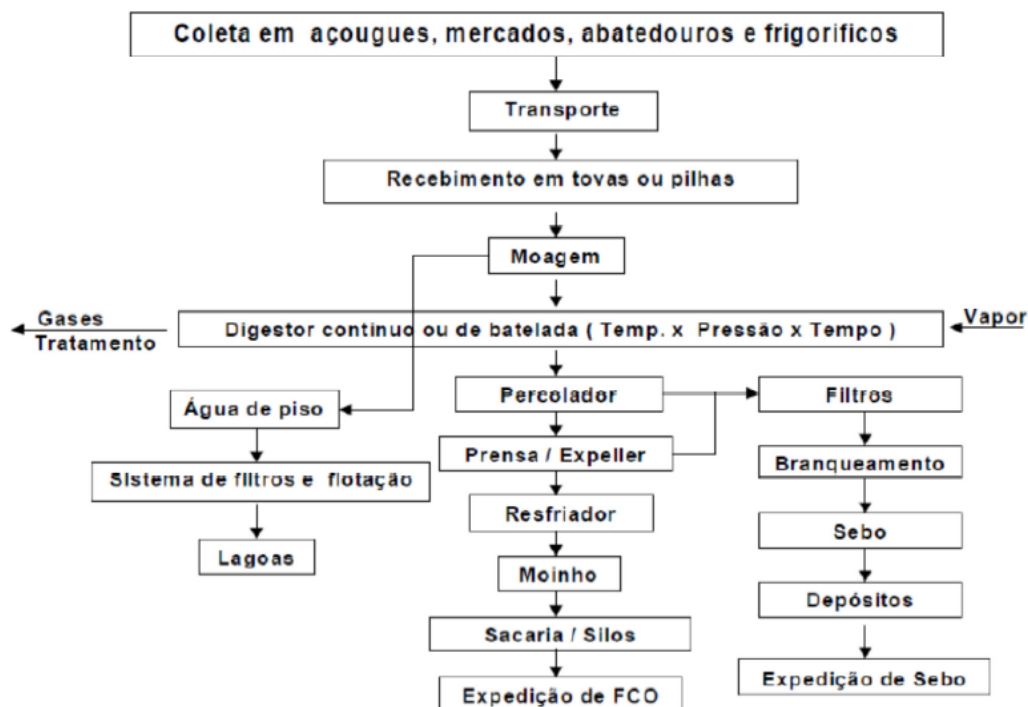 Coleta em açougues, mercados, abatedouros e frigoríficos
Transporte
Recebimento em tovas ou pilhas
Moagem
Gases
Tratamento
Digestor contínuo ou de batelada ( Temp. x Pressão x Tempo )
Vapor
Água de piso
Percolador
Filtros
Sistema de filtros e flotação
Prensa / Expeller
Branqueamento
Lagoas
Resfriador
Sebo
Moinho
Depósitos
Sacaria / Silos
Expedição de Sebo
Expedição de FCO